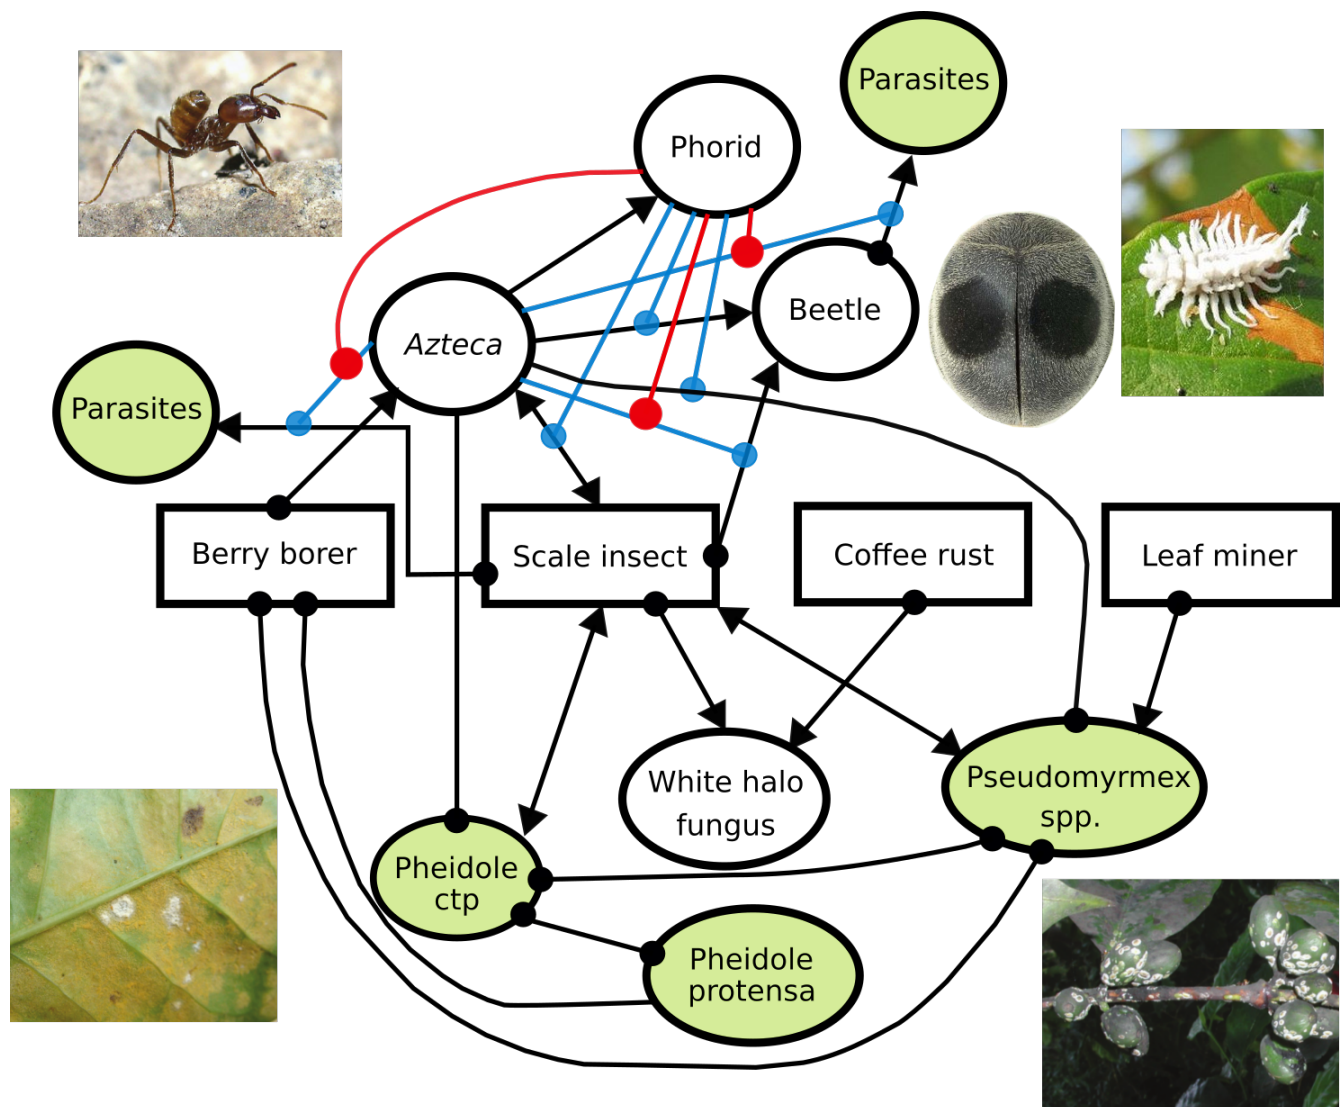 Parasites
Phorid
Beetle
Azteca
Parasites
Berry borer
Scale insect
Coffee rust
Leaf miner
White halo
fungus
Pseudomyrmex
spp.
Pheidole
ctp
Pheidole
protensa